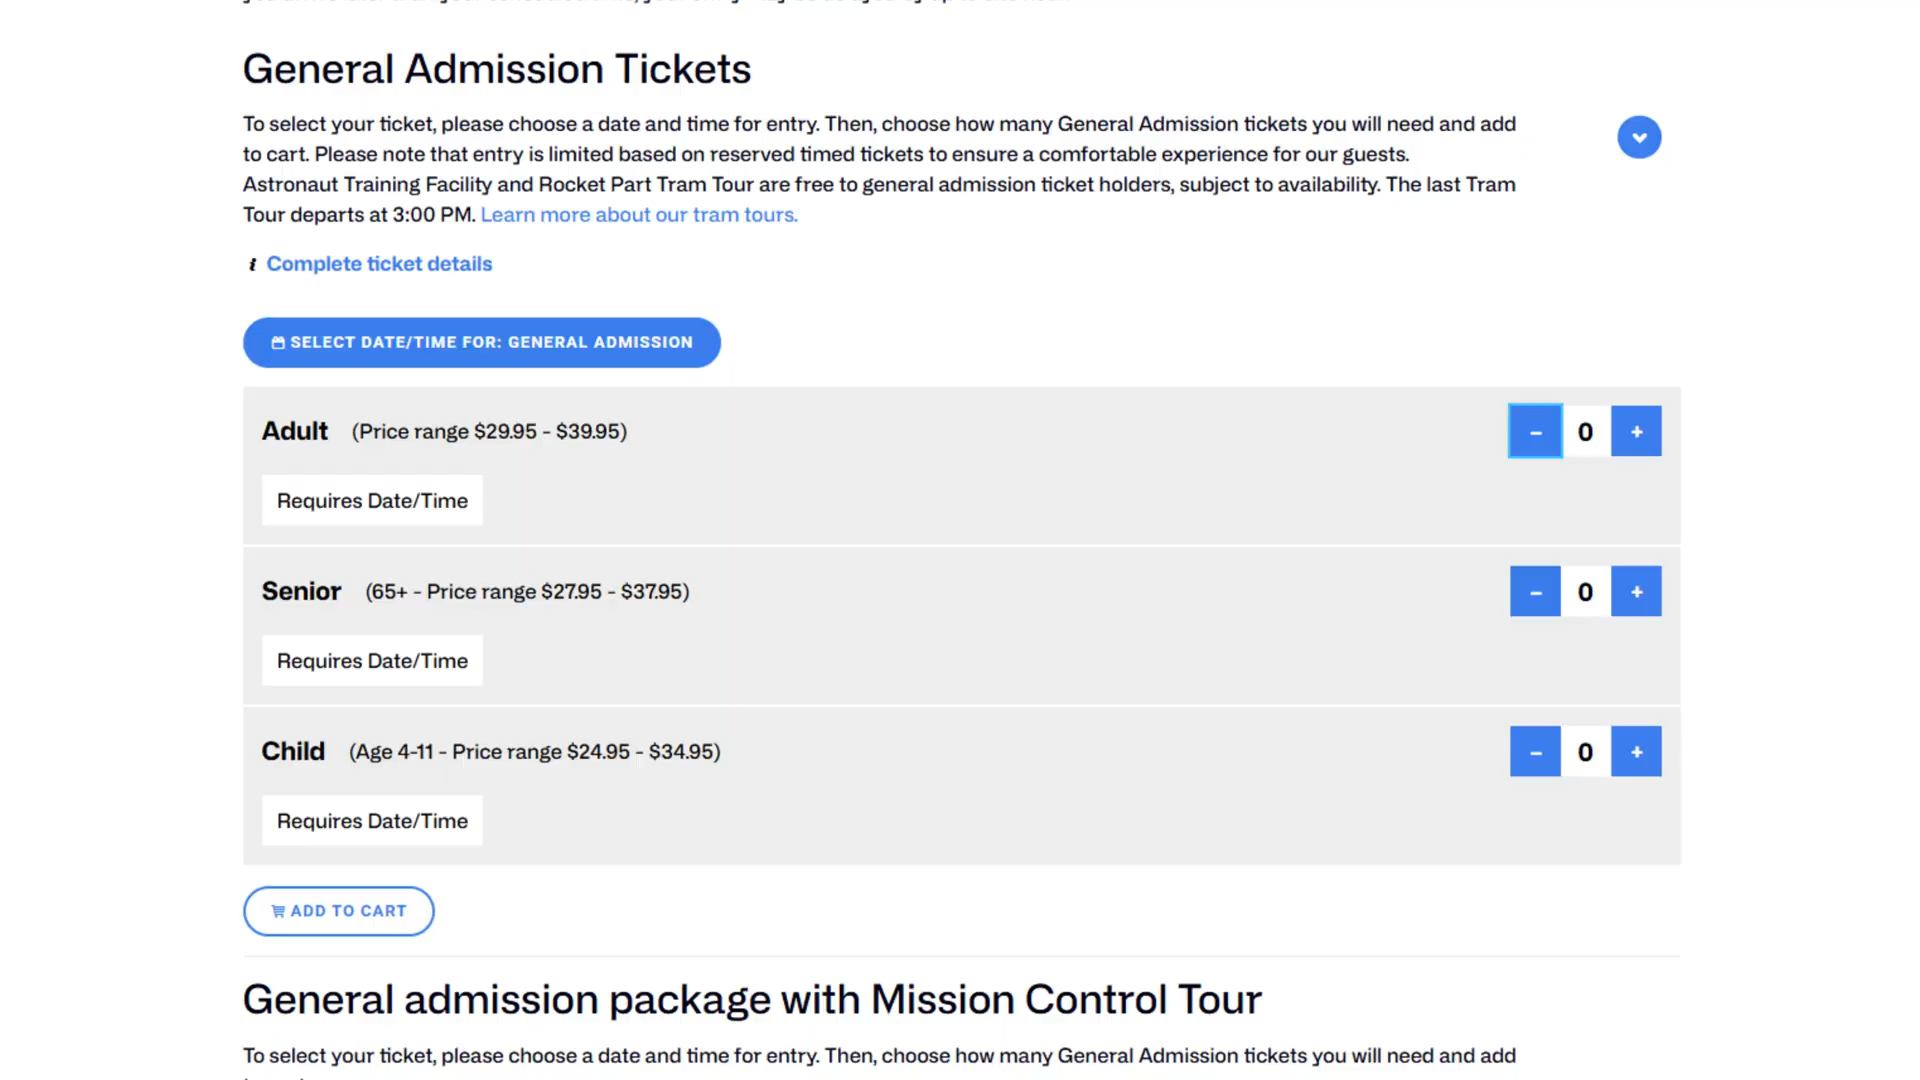 General Admission Tickets
To select your ticket, please choose a date and time for entry. Then, choose how many General Admission tickets you will need and add
to cart. Please note that entry is limited based on reserved timed tickets to ensure a comfortable experience for our guests.
Astronaut Training Facility and Rocket Part Tram Tour are free to general admission ticket holders, subject to availability. The last Tram
Tour departs at 3:00 PM. Learn more about our tram tours.
i Complete ticket details
SELECT DATE/TIME FOR: GENERAL ADMISSION
Adult (Price range $29.95 - $39.95) - 0 +
Requires Date/Time
Senior (65+ - Price range $27.95 - $37.95) - 0 +
Requires Date/Time
Child (Age 4-11 - Price range $24.95 - $34.95) - 0 +
Requires Date/Time
ADD TO CART
General admission package with Mission Control Tour
To select your ticket, please choose a date and time for entry. Then, choose how many General Admission tickets you will need and add